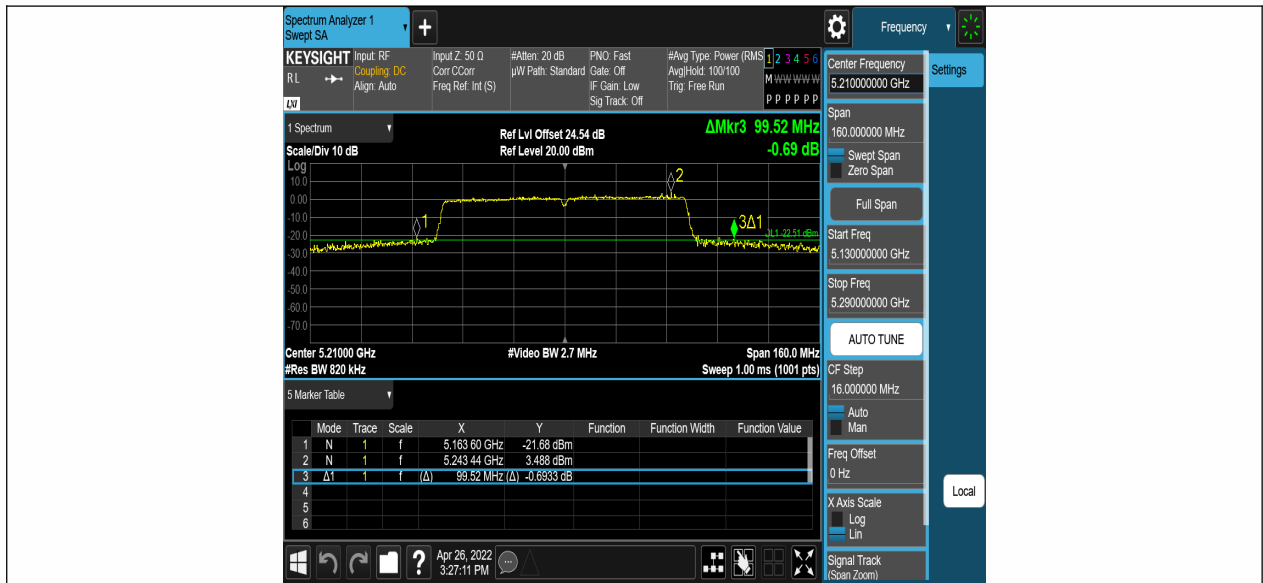 Spectrum Analyzer 1
Swept SA
+
Frequency
KEYSIGHT
RL
LXI
Input: RF
Coupling: DC
Align: Auto
Input Z: 50 Ω
Corr CCorr
Freq Ref: Int (S)
#Atten: 20 dB
µW Path: Standard
PNO: Fast
Gate: Off
IF Gain: Low
Sig Track: Off
#Avg Type: Power (RMS
Avg|Hold: 100/100
Trig: Free Run
1 2 3 4 5 6
M W W W W W
P P P P P P
1 Spectrum
Scale/Div 10 dB
Ref Lvl Offset 24.54 dB
Ref Level 20.00 dBm
ΔMkr3 99.52 MHz
-0.69 dB
Log
10.0
0.00
-10.0
-20.0
-30.0
-40.0
-50.0
-60.0
-70.0
1
2
3Δ1
DL1 -22.51 dBm
Center 5.21000 GHz
#Video BW 2.7 MHz
Span 160.0 MHz
#Res BW 820 kHz
Sweep 1.00 ms (1001 pts)
5 Marker Table
Mode Trace Scale X Y Function Function Width Function Value
1 N 1 f 5.163 60 GHz -21.68 dBm
2 N 1 f 5.243 44 GHz 3.488 dBm
3 Δ1 1 f (Δ) 99.52 MHz (Δ) -0.6933 dB
4
5
6
?
Apr 26, 2022
3:27:11 PM
Center Frequency
5.210000000 GHz
Settings
Span
160.000000 MHz
Swept Span
Zero Span
Full Span
Start Freq
5.130000000 GHz
Stop Freq
5.290000000 GHz
AUTO TUNE
CF Step
16.000000 MHz
Auto
Man
Freq Offset
0 Hz
X Axis Scale
Log
Lin
Signal Track
(Span Zoom)
Local